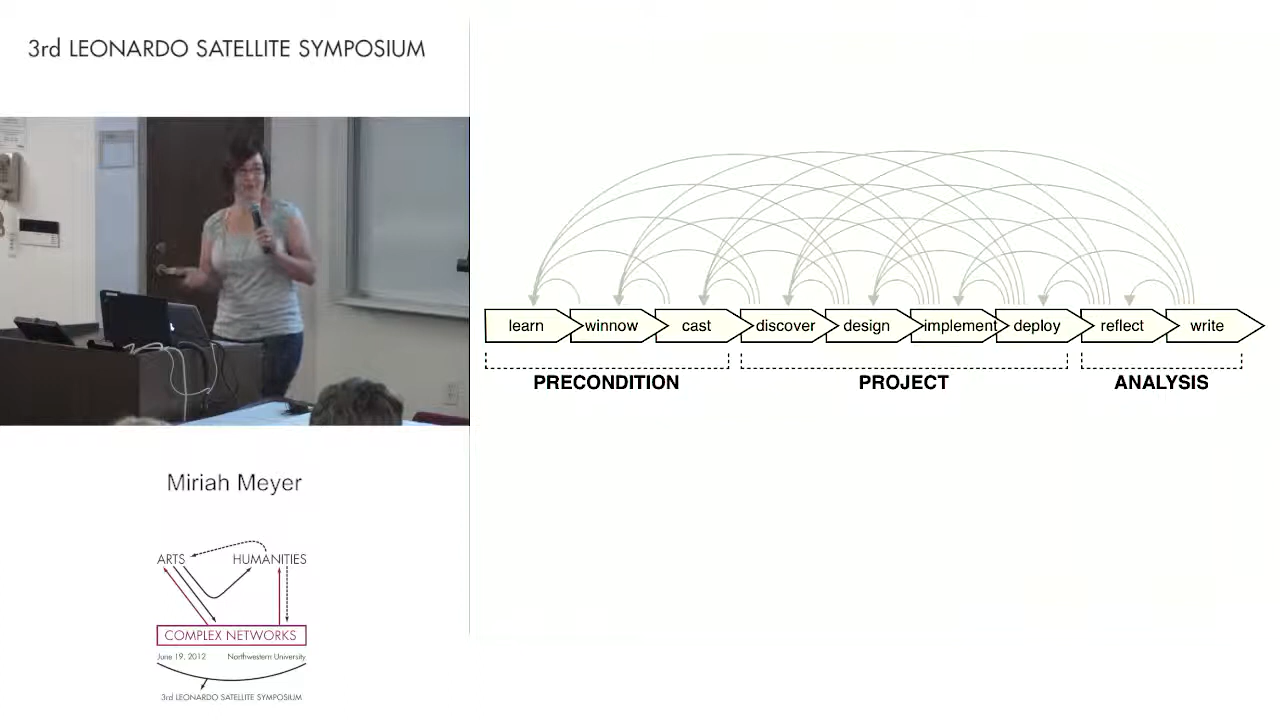 3rd LEONARDO SATELLITE SYMPOSIUM
Miriah Meyer
ARTS HUMANITIES
COMPLEX NETWORKS
June 19, 2012 Northwestern University
3rd LEONARDO SATELLITE SYMPOSIUM
learn winnow cast discover design implement deploy reflect write
PRECONDITION PROJECT ANALYSIS